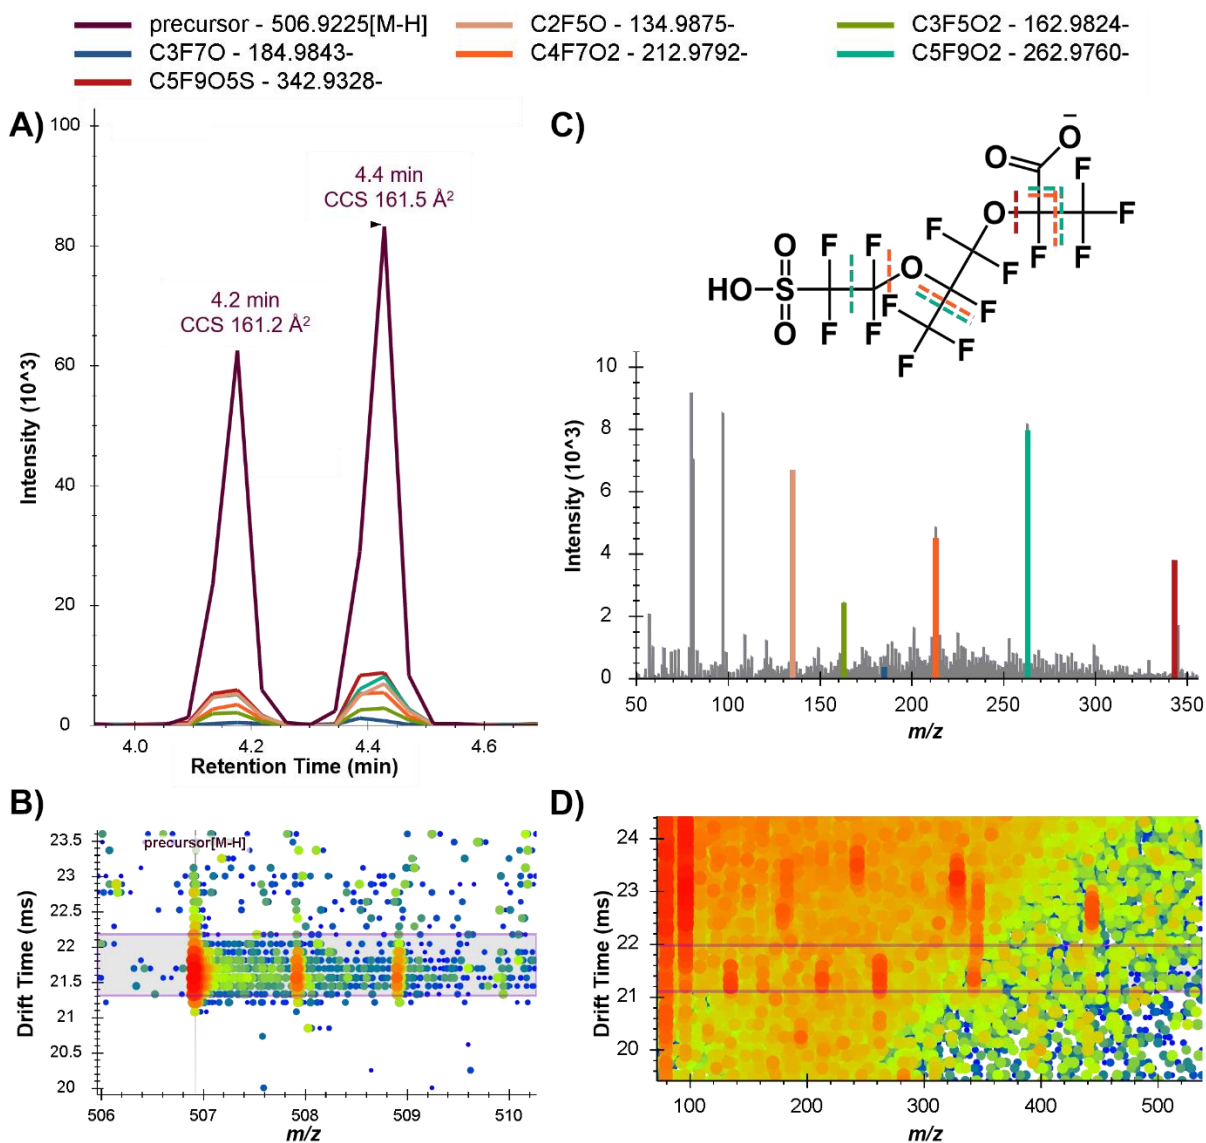 precursor - 506.9225[M-H]
C2F5O - 134.9875-
C3F5O2 - 162.9824-
C3F7O - 184.9843-
C4F7O2 - 212.9792-
C5F9O2 - 262.9760-
C5F9O5S - 342.9328-
A)
100
80
60
40
20
0
Intensity (10^3)
4.2 min
CCS 161.2 Å²
4.4 min
CCS 161.5 Å²
4.0
4.2
4.4
4.6
Retention Time (min)
C)
O
O
−
F
F
F
F
O
F
F
F
F
O
O
HO
S
O
F
F
F
F
F
F
F
F
10
8
6
4
2
0
Intensity (10^3)
50
100
150
200
250
300
350
m/z
B)
precursor[M-H]
23.5
23
22.5
22
21.5
21
20.5
20
Drift Time (ms)
506
507
508
509
510
m/z
D)
24
23
22
21
20
Drift Time (ms)
100
200
300
400
500
m/z